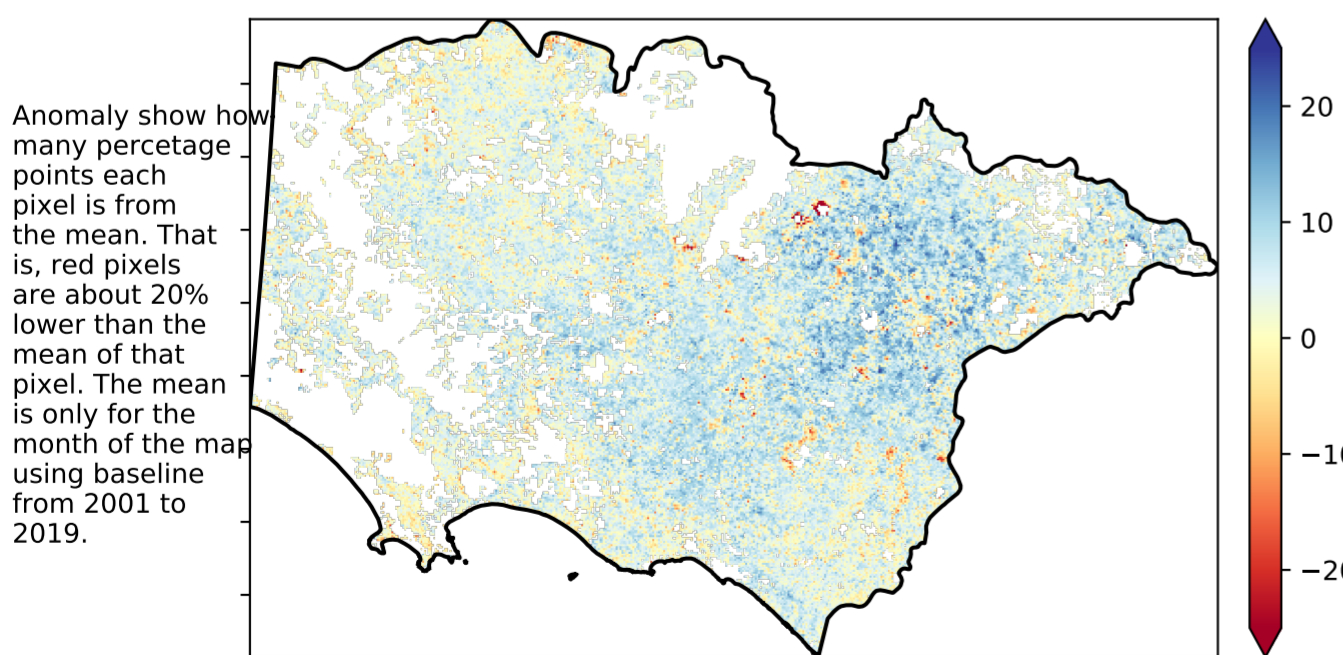 Anomaly show how
many percetage
points each
pixel is from
the mean. That
is, red pixels
are about 20%
lower than the
mean of that
pixel. The mean
is only for the
month of the map
using baseline
from 2001 to
2019.
20
10
0
−10
−20